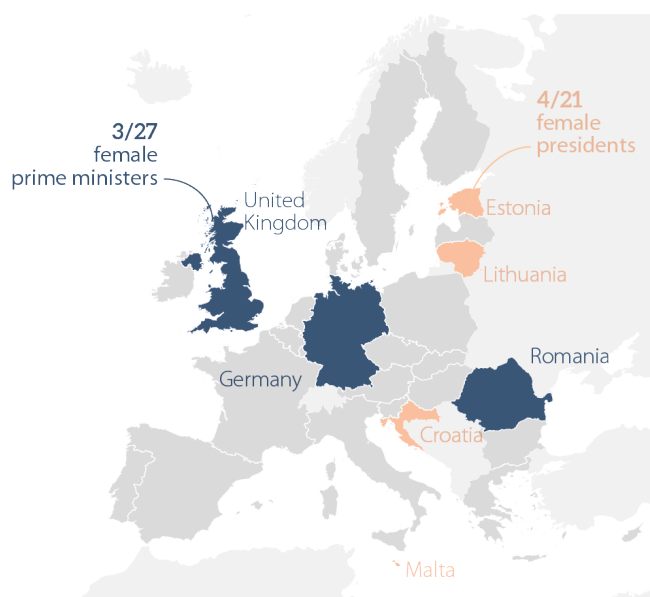 4/21
female
presidents
3/27
female
prime ministers
United
Kingdom
Estonia
Lithuania
Romania
Germany
Croatia
Malta